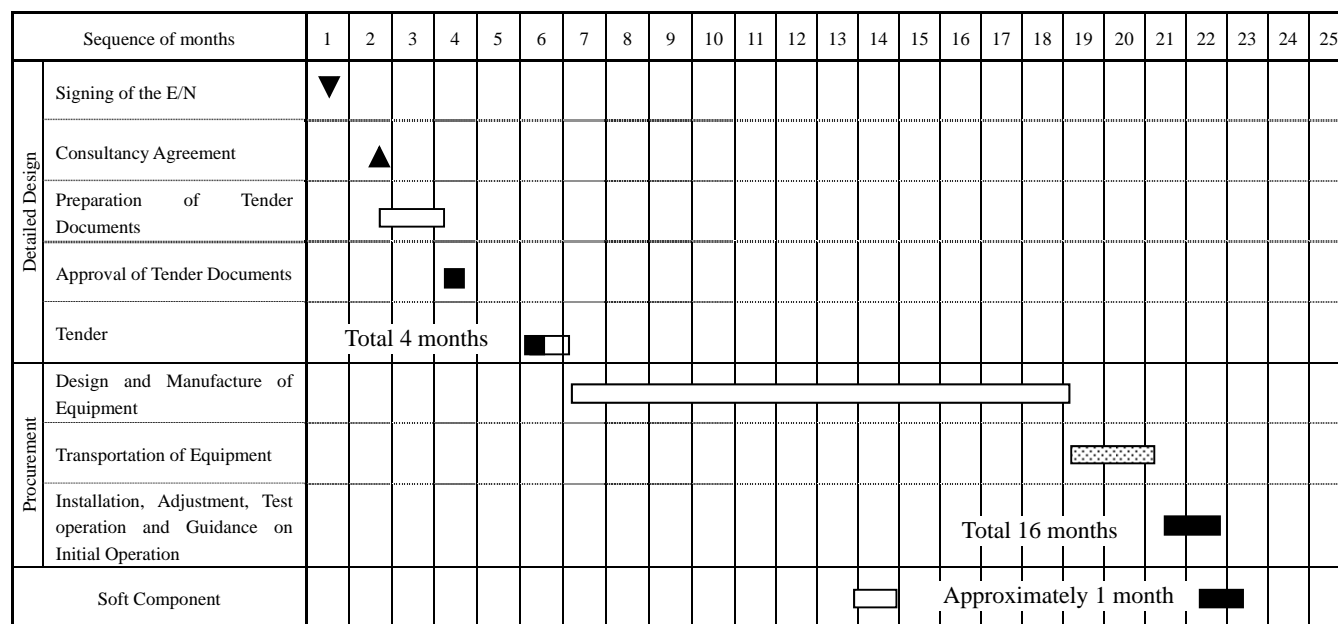 Sequence of months 1 2 3 4 5 6 7 8 9 10 11 12 13 14 15 16 17 18 19 20 21 22 23 24 25
Detailed Design
Signing of the E/N
Consultancy Agreement
Preparation of Tender
Documents
Approval of Tender Documents
Tender
Total 4 months
Procurement
Design and Manufacture of
Equipment
Transportation of Equipment
Installation, Adjustment, Test
operation and Guidance on
Initial Operation
Total 16 months
Soft Component
Approximately 1 month